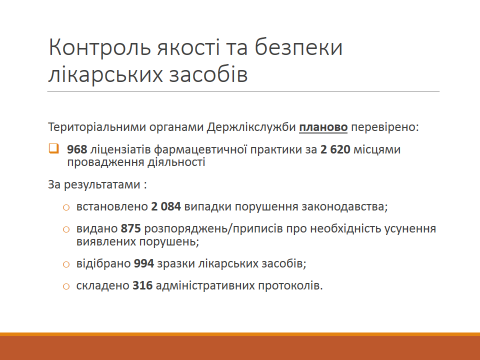 Контроль якості та безпеки
лікарських засобів
Територіальними органами Держлікслужби планово перевірено:
968 ліцензіатів фармацевтичної практики за 2 620 місцями
провадження діяльності
За результатами :
встановлено 2 084 випадки порушення законодавства;
видано 875 розпоряджень/приписів про необхідність усунення
виявлених порушень;
відібрано 994 зразки лікарських засобів;
складено 316 адміністративних протоколів.